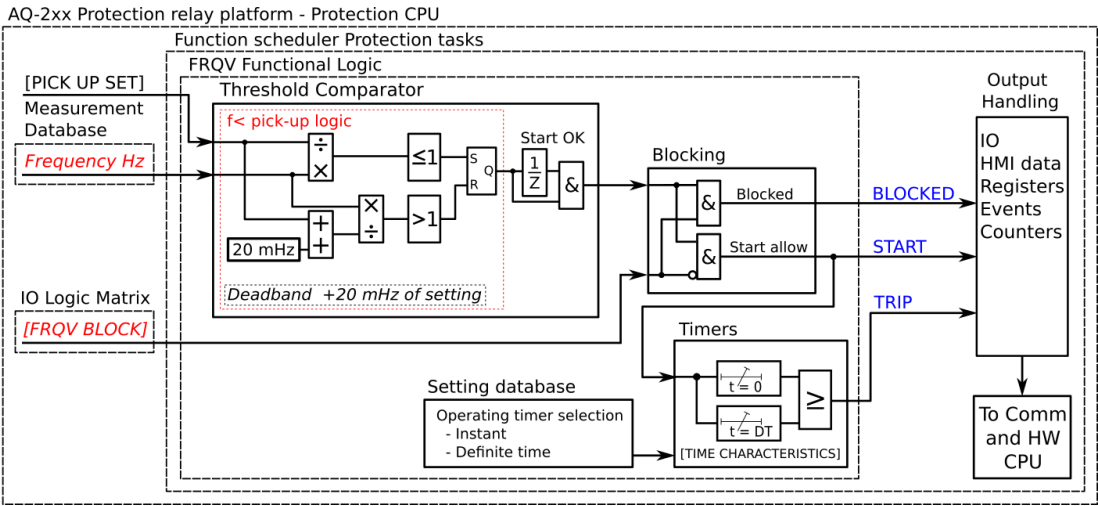 AQ-2xx Protection relay platform - Protection CPU
Function scheduler Protection tasks
FRQV Functional Logic
[PICK UP SET]
Measurement
Database
Frequency Hz
Threshold Comparator
f< pick-up logic
÷
×
≤1
S
R
Q
Start OK
1
Z
&
×
÷
>1
+
+
20 mHz
Deadband +20 mHz of setting
Blocking
&
Blocked
&
Start allow
BLOCKED
START
TRIP
Output
Handling
IO
HMI data
Registers
Events
Counters
To Comm
and HW
CPU
IO Logic Matrix
[FRQV BLOCK]
Setting database
Operating timer selection
- Instant
- Definite time
Timers
t = 0
t = DT
≥
[TIME CHARACTERISTICS]